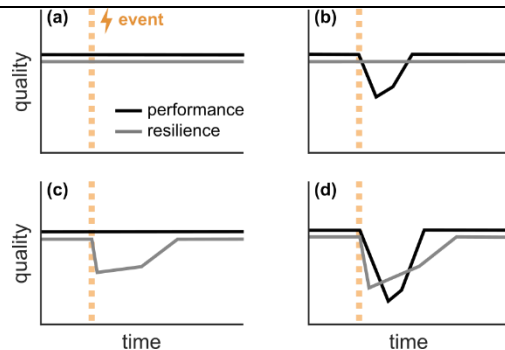 (a)
event
(b)
quality
performance
resilience
(c)
(d)
quality
time
time